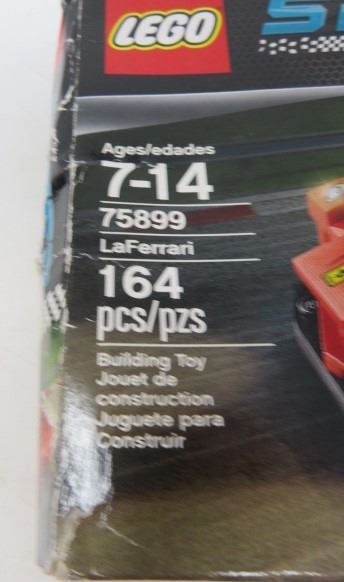 LEGO
Ages/edades
7-14
75899
LaFerrari
164
pcs/pzs
Building Toy
Jouet de
construction
Juguete para
Construir